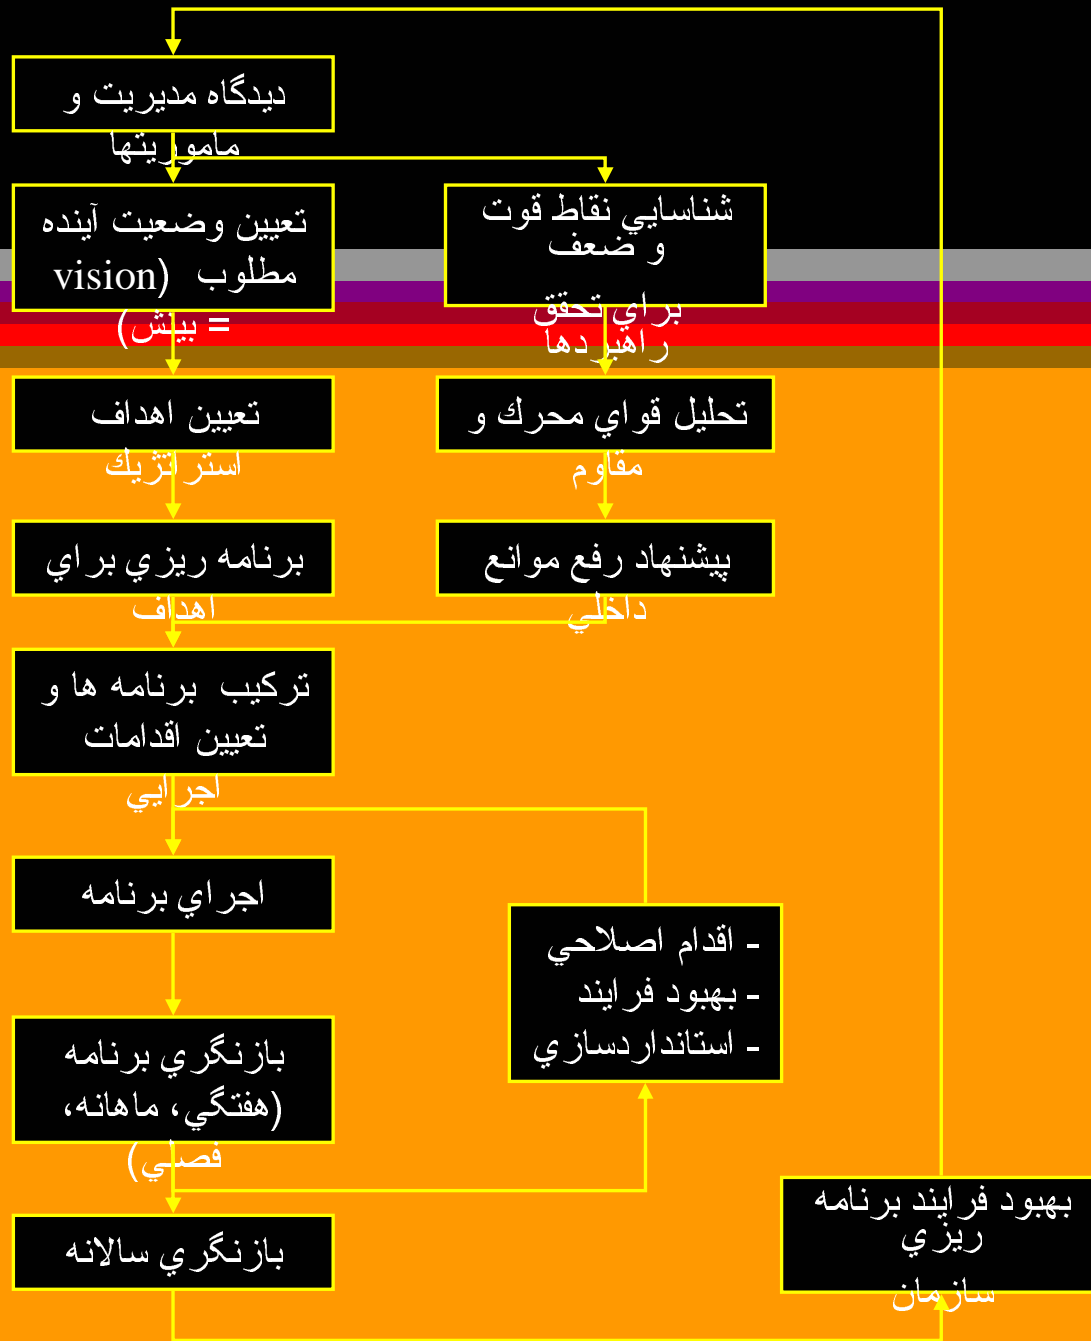 ديدگاه مديريت و
ماموريتها
تعيين وضعيت آينده
مطلوب (vision
= بينش)
شناسايي نقاط قوت
و ضعف
براي تحقق
راهبردها
تعيين اهداف
استراتژيك
تحليل قواي محرك و
مقاوم
برنامه ريزي براي
اهداف
پيشنهاد رفع موانع
داخلي
تركيب برنامه ها و
تعيين اقدامات
اجرايي
اجراي برنامه
- اقدام اصلاحي
- بهبود فرايند
- استانداردسازي
بازنگري برنامه
(هفتگي، ماهانه،
فصلي)
بازنگري سالانه
بهبود فرايند برنامه
ريزي
سازمان